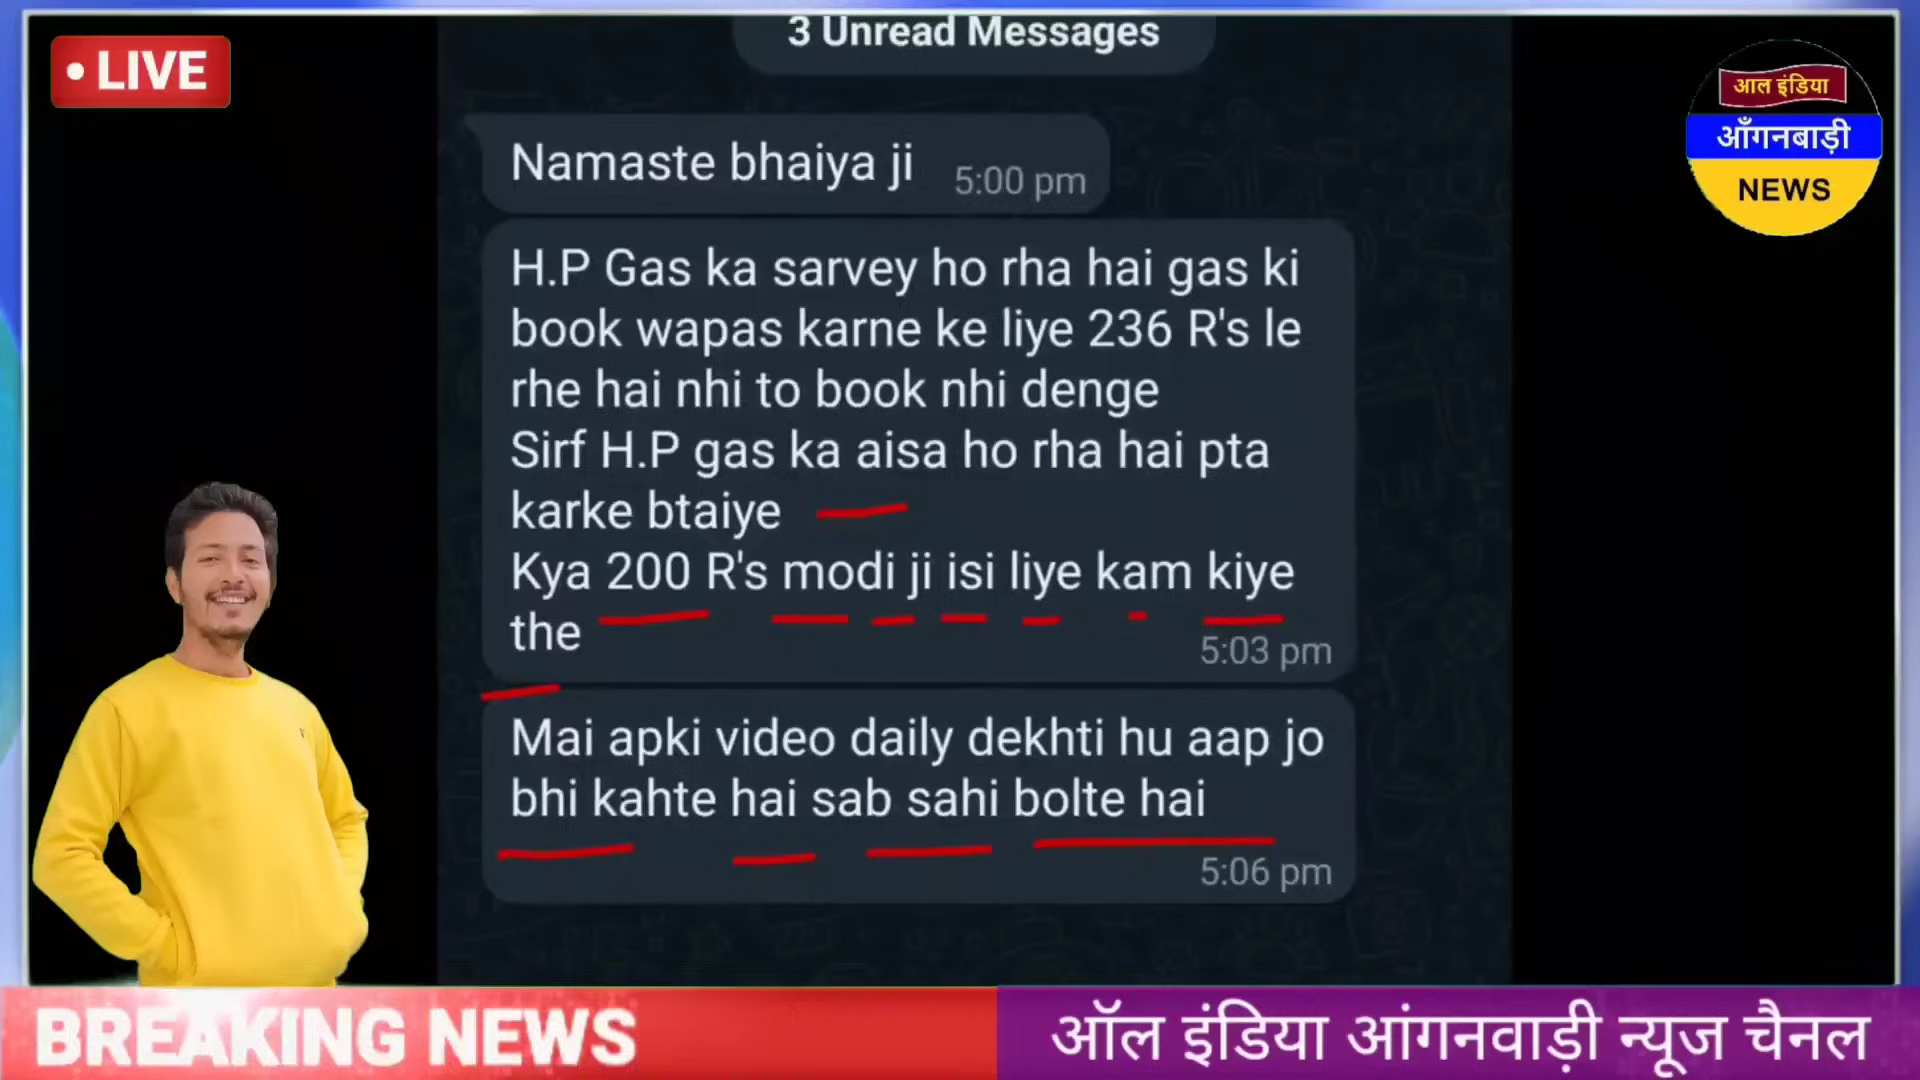 3 Unread Messages
• LIVE
आल इंडिया
आँगनबाड़ी
NEWS
Namaste bhaiya ji 5:00 pm
H.P Gas ka sarvey ho rha hai gas ki
book wapas karne ke liye 236 R's le
rhe hai nhi to book nhi denge
Sirf H.P gas ka aisa ho rha hai pta
karke btaiye
Kya 200 R's modi ji isi liye kam kiye
the
5:03 pm
Mai apki video daily dekhti hu aap jo
bhi kahte hai sab sahi bolte hai
5:06 pm
BREAKING NEWS
ऑल इंडिया आंगनवाड़ी न्यूज चैनल